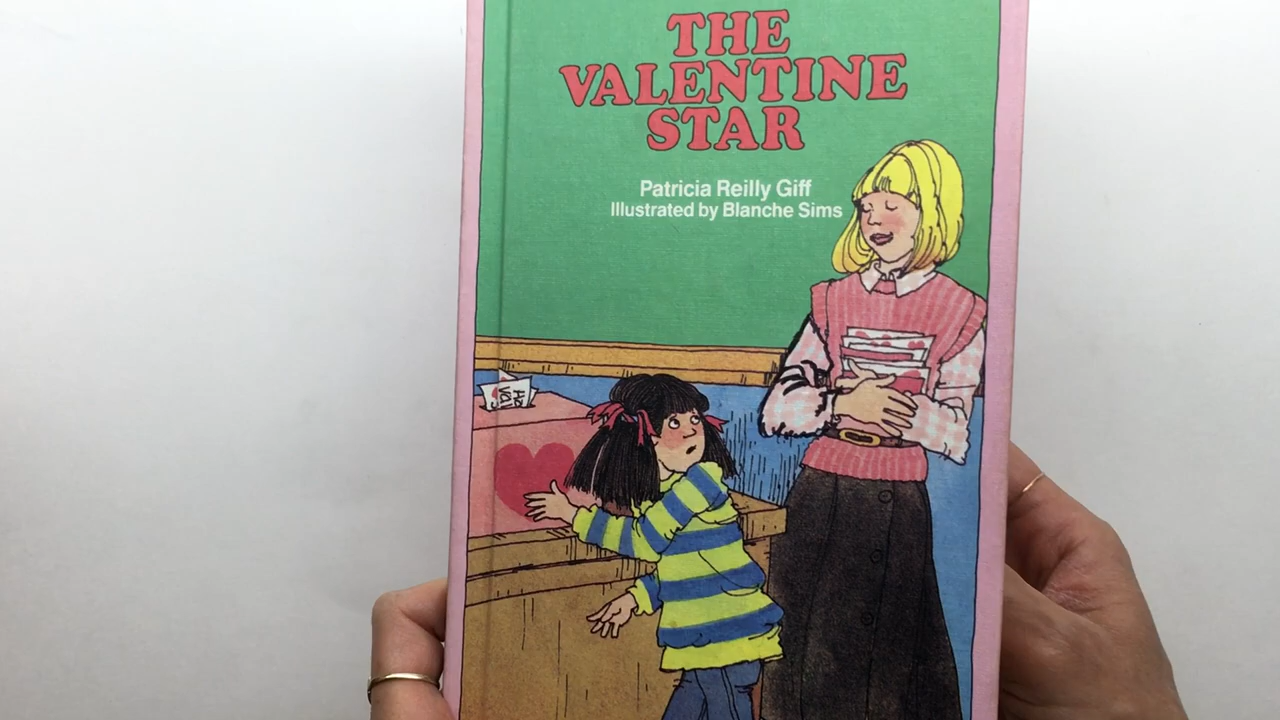 THE
VALENTINE
STAR
Patricia Reilly Giff
Illustrated by Blanche Sims